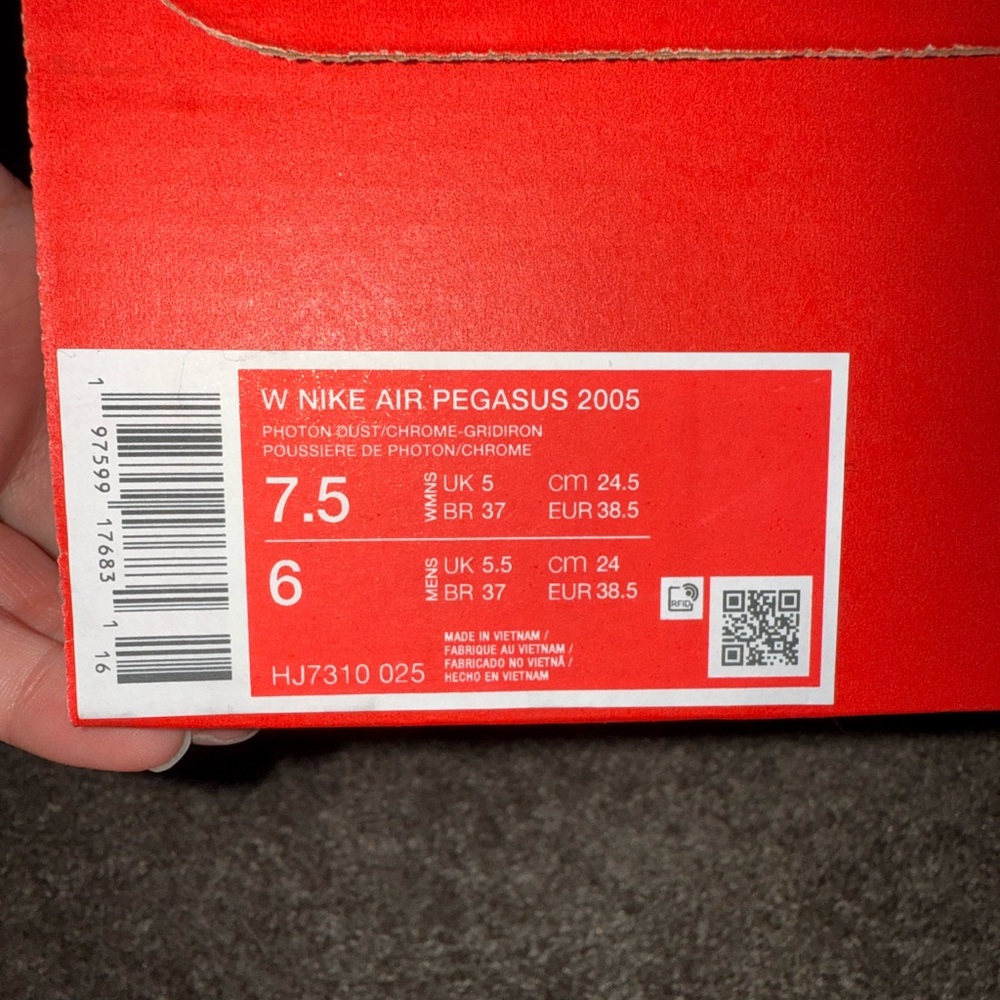 W NIKE AIR PEGASUS 2005
PHOTON DUST/CHROME-GRIDIRON
POUSSIERE DE PHOTON/CHROME
7.5
WMNS
UK 5 cm 24.5
BR 37 EUR 38.5
6
MENS
UK 5.5 cm 24
BR 37 EUR 38.5
RFID
MADE IN VIETNAM /
FABRIQUE AU VIETNAM /
FABRICADO NO VIETNÃ /
HECHO EN VIETNAM
HJ7310 025
1 97599 17683 1 16